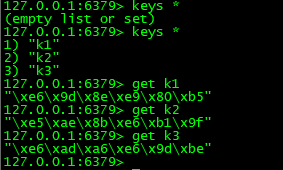 127.0.0.1:6379> keys *
(empty list or set)
127.0.0.1:6379> keys *
1) "k1"
2) "k2"
3) "k3"
127.0.0.1:6379> get k1
"\xe6\x9d\x8e\xe9\x80\xb5"
127.0.0.1:6379> get k2
"\xe5\xae\x8b\xe6\xb1\x9f"
127.0.0.1:6379> get k3
"\xe6\xad\xa6\xe6\x9d\xbe"
127.0.0.1:6379>